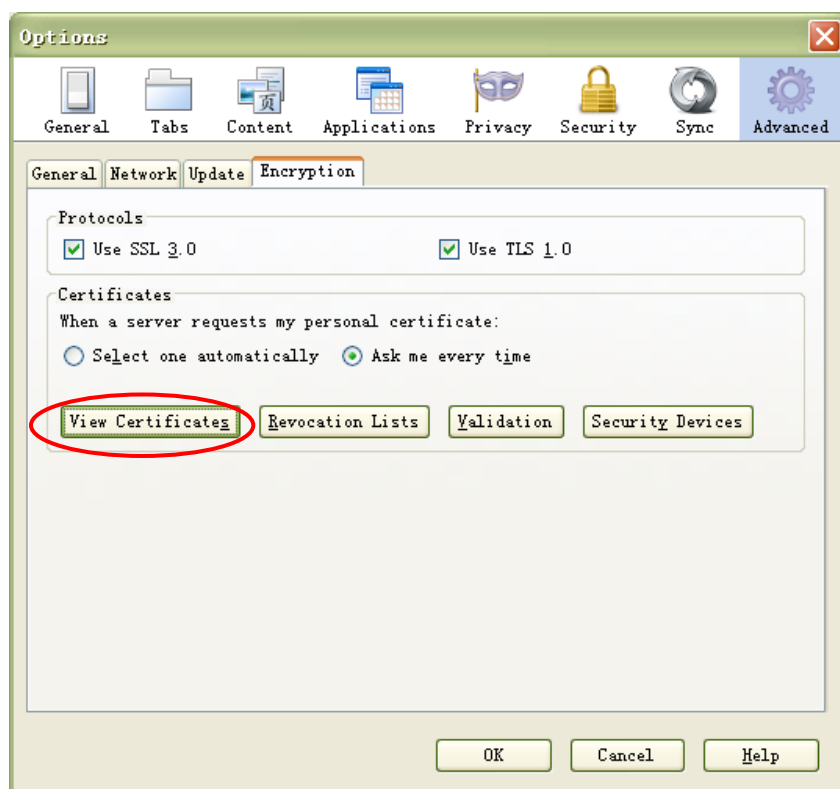 Options
General Tabs Content Applications Privacy Security Sync Advanced
页
General Network Update Encryption
Protocols
Use SSL 3.0 Use TLS 1.0
Certificates
When a server requests my personal certificate:
Select one automatically Ask me every time
View Certificates Revocation Lists Validation Security Devices
OK Cancel Help